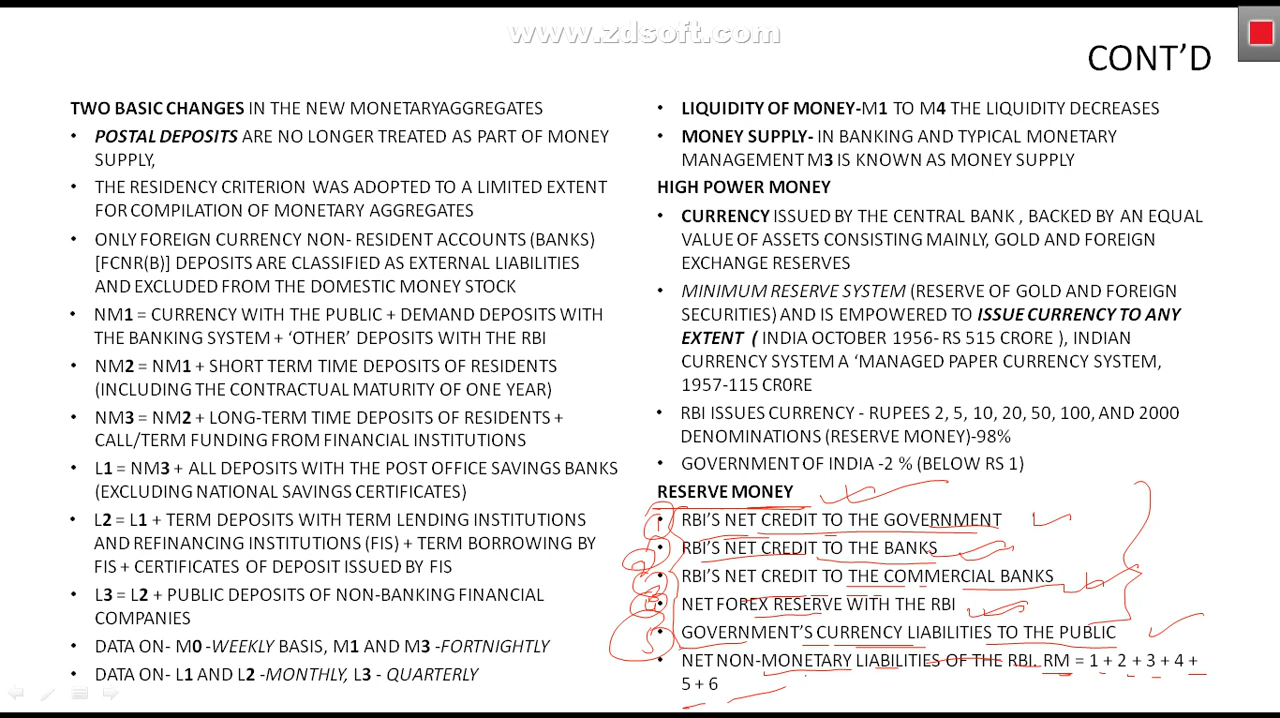 www.zdsoft.com
CONT'D
TWO BASIC CHANGES IN THE NEW MONETARYAGGREGATES
• POSTAL DEPOSITS ARE NO LONGER TREATED AS PART OF MONEY
SUPPLY,
• THE RESIDENCY CRITERION WAS ADOPTED TO A LIMITED EXTENT
FOR COMPILATION OF MONETARY AGGREGATES
• ONLY FOREIGN CURRENCY NON- RESIDENT ACCOUNTS (BANKS)
[FCNR(B)] DEPOSITS ARE CLASSIFIED AS EXTERNAL LIABILITIES
AND EXCLUDED FROM THE DOMESTIC MONEY STOCK
• NM1 = CURRENCY WITH THE PUBLIC + DEMAND DEPOSITS WITH
THE BANKING SYSTEM + 'OTHER' DEPOSITS WITH THE RBI
• NM2 = NM1 + SHORT TERM TIME DEPOSITS OF RESIDENTS
(INCLUDING THE CONTRACTUAL MATURITY OF ONE YEAR)
• NM3 = NM2 + LONG-TERM TIME DEPOSITS OF RESIDENTS +
CALL/TERM FUNDING FROM FINANCIAL INSTITUTIONS
• L1 = NM3 + ALL DEPOSITS WITH THE POST OFFICE SAVINGS BANKS
(EXCLUDING NATIONAL SAVINGS CERTIFICATES)
• L2 = L1 + TERM DEPOSITS WITH TERM LENDING INSTITUTIONS
AND REFINANCING INSTITUTIONS (FIS) + TERM BORROWING BY
FIS + CERTIFICATES OF DEPOSIT ISSUED BY FIS
• L3 = L2 + PUBLIC DEPOSITS OF NON-BANKING FINANCIAL
COMPANIES
• DATA ON- M0 -WEEKLY BASIS, M1 AND M3 -FORTNIGHTLY
• DATA ON- L1 AND L2 -MONTHLY, L3 - QUARTERLY
• LIQUIDITY OF MONEY-M1 TO M4 THE LIQUIDITY DECREASES
• MONEY SUPPLY- IN BANKING AND TYPICAL MONETARY
MANAGEMENT M3 IS KNOWN AS MONEY SUPPLY
HIGH POWER MONEY
• CURRENCY ISSUED BY THE CENTRAL BANK , BACKED BY AN EQUAL
VALUE OF ASSETS CONSISTING MAINLY, GOLD AND FOREIGN
EXCHANGE RESERVES
• MINIMUM RESERVE SYSTEM (RESERVE OF GOLD AND FOREIGN
SECURITIES) AND IS EMPOWERED TO ISSUE CURRENCY TO ANY
EXTENT ( INDIA OCTOBER 1956- RS 515 CRORE ), INDIAN
CURRENCY SYSTEM A 'MANAGED PAPER CURRENCY SYSTEM,
1957-115 CR0RE
• RBI ISSUES CURRENCY - RUPEES 2, 5, 10, 20, 50, 100, AND 2000
DENOMINATIONS (RESERVE MONEY)-98%
• GOVERNMENT OF INDIA -2 % (BELOW RS 1)
RESERVE MONEY
1 • RBI'S NET CREDIT TO THE GOVERNMENT
2 • RBI'S NET CREDIT TO THE BANKS
• RBI'S NET CREDIT TO THE COMMERCIAL BANKS
4 • NET FOREX RESERVE WITH THE RBI
5 • GOVERNMENT'S CURRENCY LIABILITIES TO THE PUBLIC
• NET NON-MONETARY LIABILITIES OF THE RBI. RM = 1 + 2 + 3 + 4 +
5 + 6